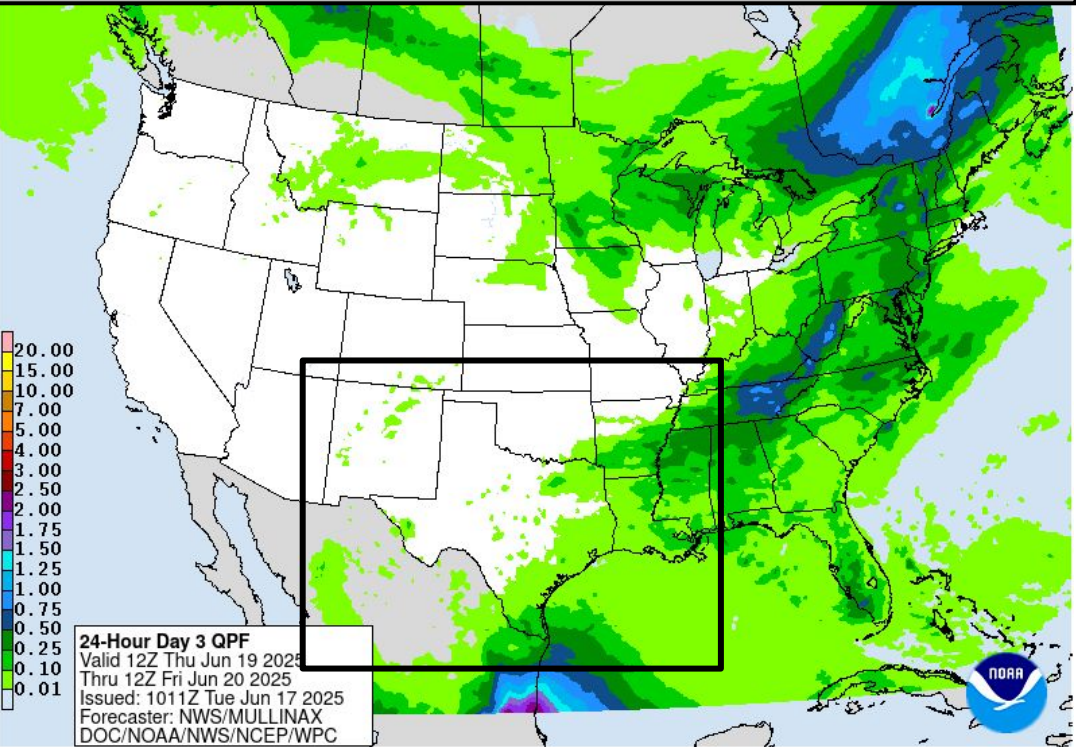 20.00
15.00
10.00
7.00
5.00
4.00
3.00
2.50
2.00
1.75
1.50
1.25
1.00
0.75
0.50
0.25
0.10
0.01
24-Hour Day 3 QPF
Valid 12Z Thu Jun 19 2025
Thru 12Z Fri Jun 20 2025
Issued: 1011Z Tue Jun 17 2025
Forecaster: NWS/MULLINAX
DOC/NOAA/NWS/NCEP/WPC
NOAA